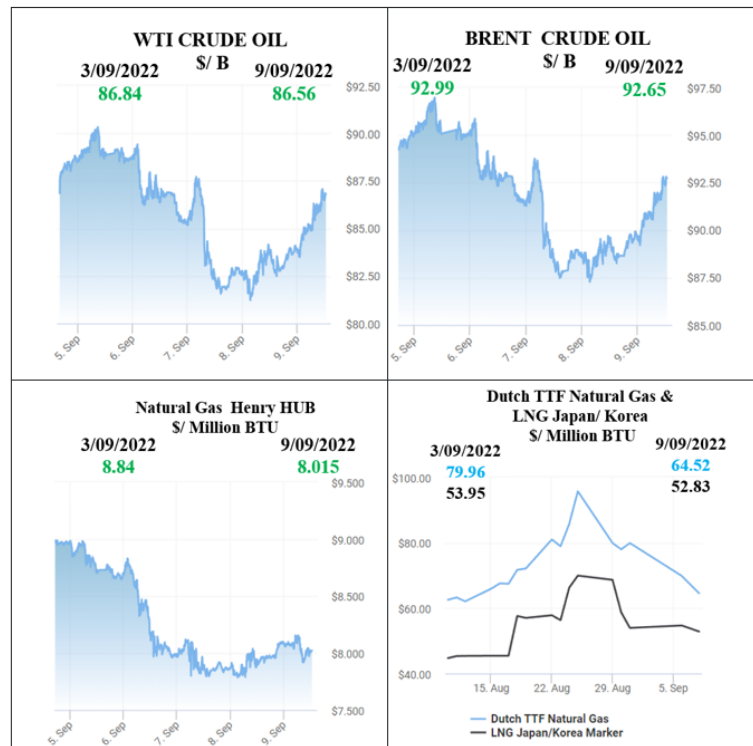 WTI CRUDE OIL
$/ B
3/09/2022 9/09/2022
86.84 86.56
$92.50
$90.00
$87.50
$85.00
$82.50
$80.00
5. Sep 6. Sep 7. Sep 8. Sep 9. Sep
BRENT CRUDE OIL
$/ B
3/09/2022 9/09/2022
92.99 92.65
$97.50
$95.00
$92.50
$90.00
$87.50
$85.00
5. Sep 6. Sep 7. Sep 8. Sep 9. Sep
Natural Gas Henry HUB
$/ Million BTU
3/09/2022 9/09/2022
8.84 8.015
$9.500
$9.000
$8.500
$8.000
$7.500
5. Sep 6. Sep 7. Sep 8. Sep 9. Sep
Dutch TTF Natural Gas &
LNG Japan/ Korea
$/ Million BTU
3/09/2022 9/09/2022
79.96 64.52
53.95 52.83
$100.00
$80.00
$60.00
$40.00
15. Aug 22. Aug 29. Aug 5. Sep
Dutch TTF Natural Gas
LNG Japan/Korea Marker